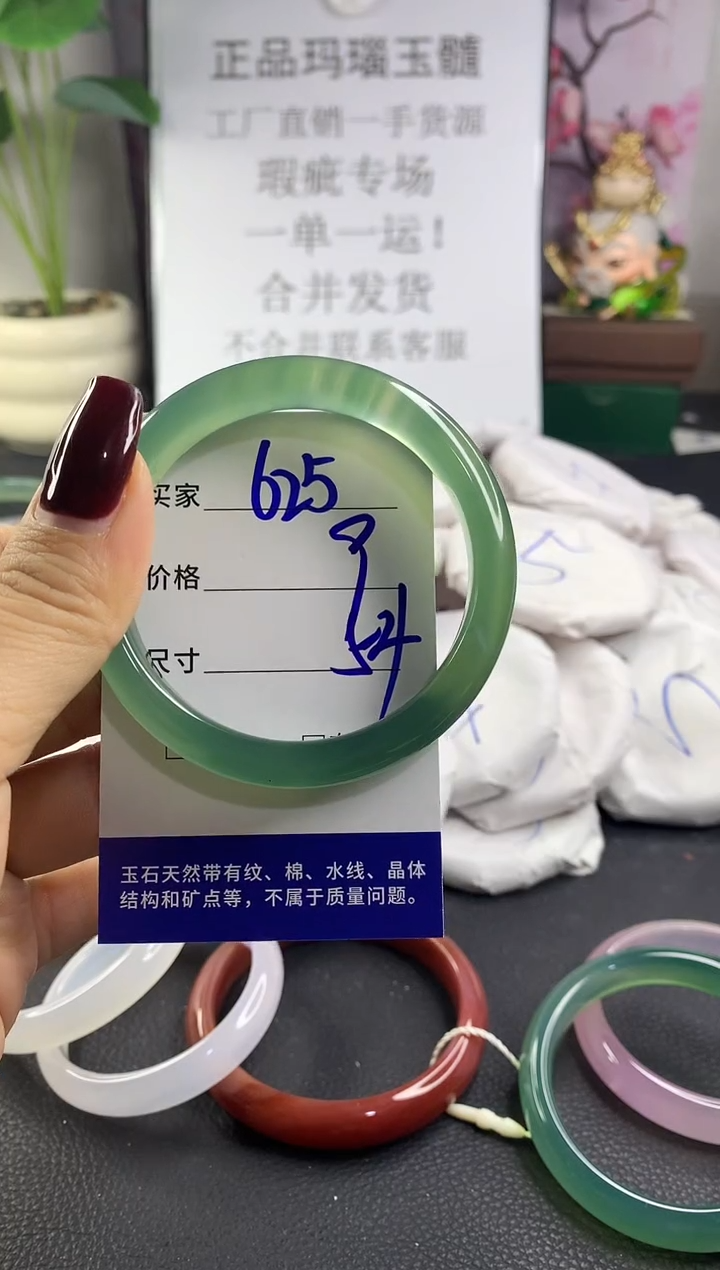 正品玛瑙玉髓
工厂直销一手货源
瑕疵专场
一单一运!
合并发货
不合并联系客服
买家 625
价格
尺寸 54
玉石天然带有纹、棉、水线、晶体
结构和矿点等，不属于质量问题。
5